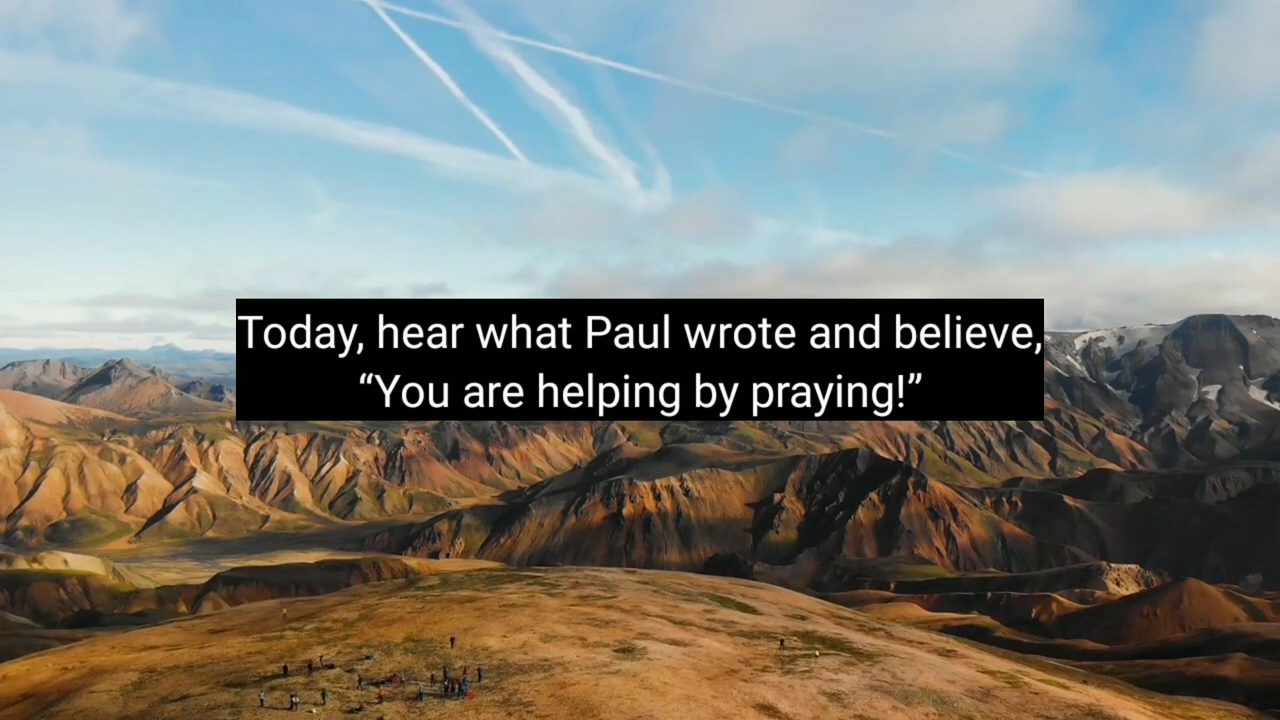 Today, hear what Paul wrote and believe,
“You are helping by praying!”